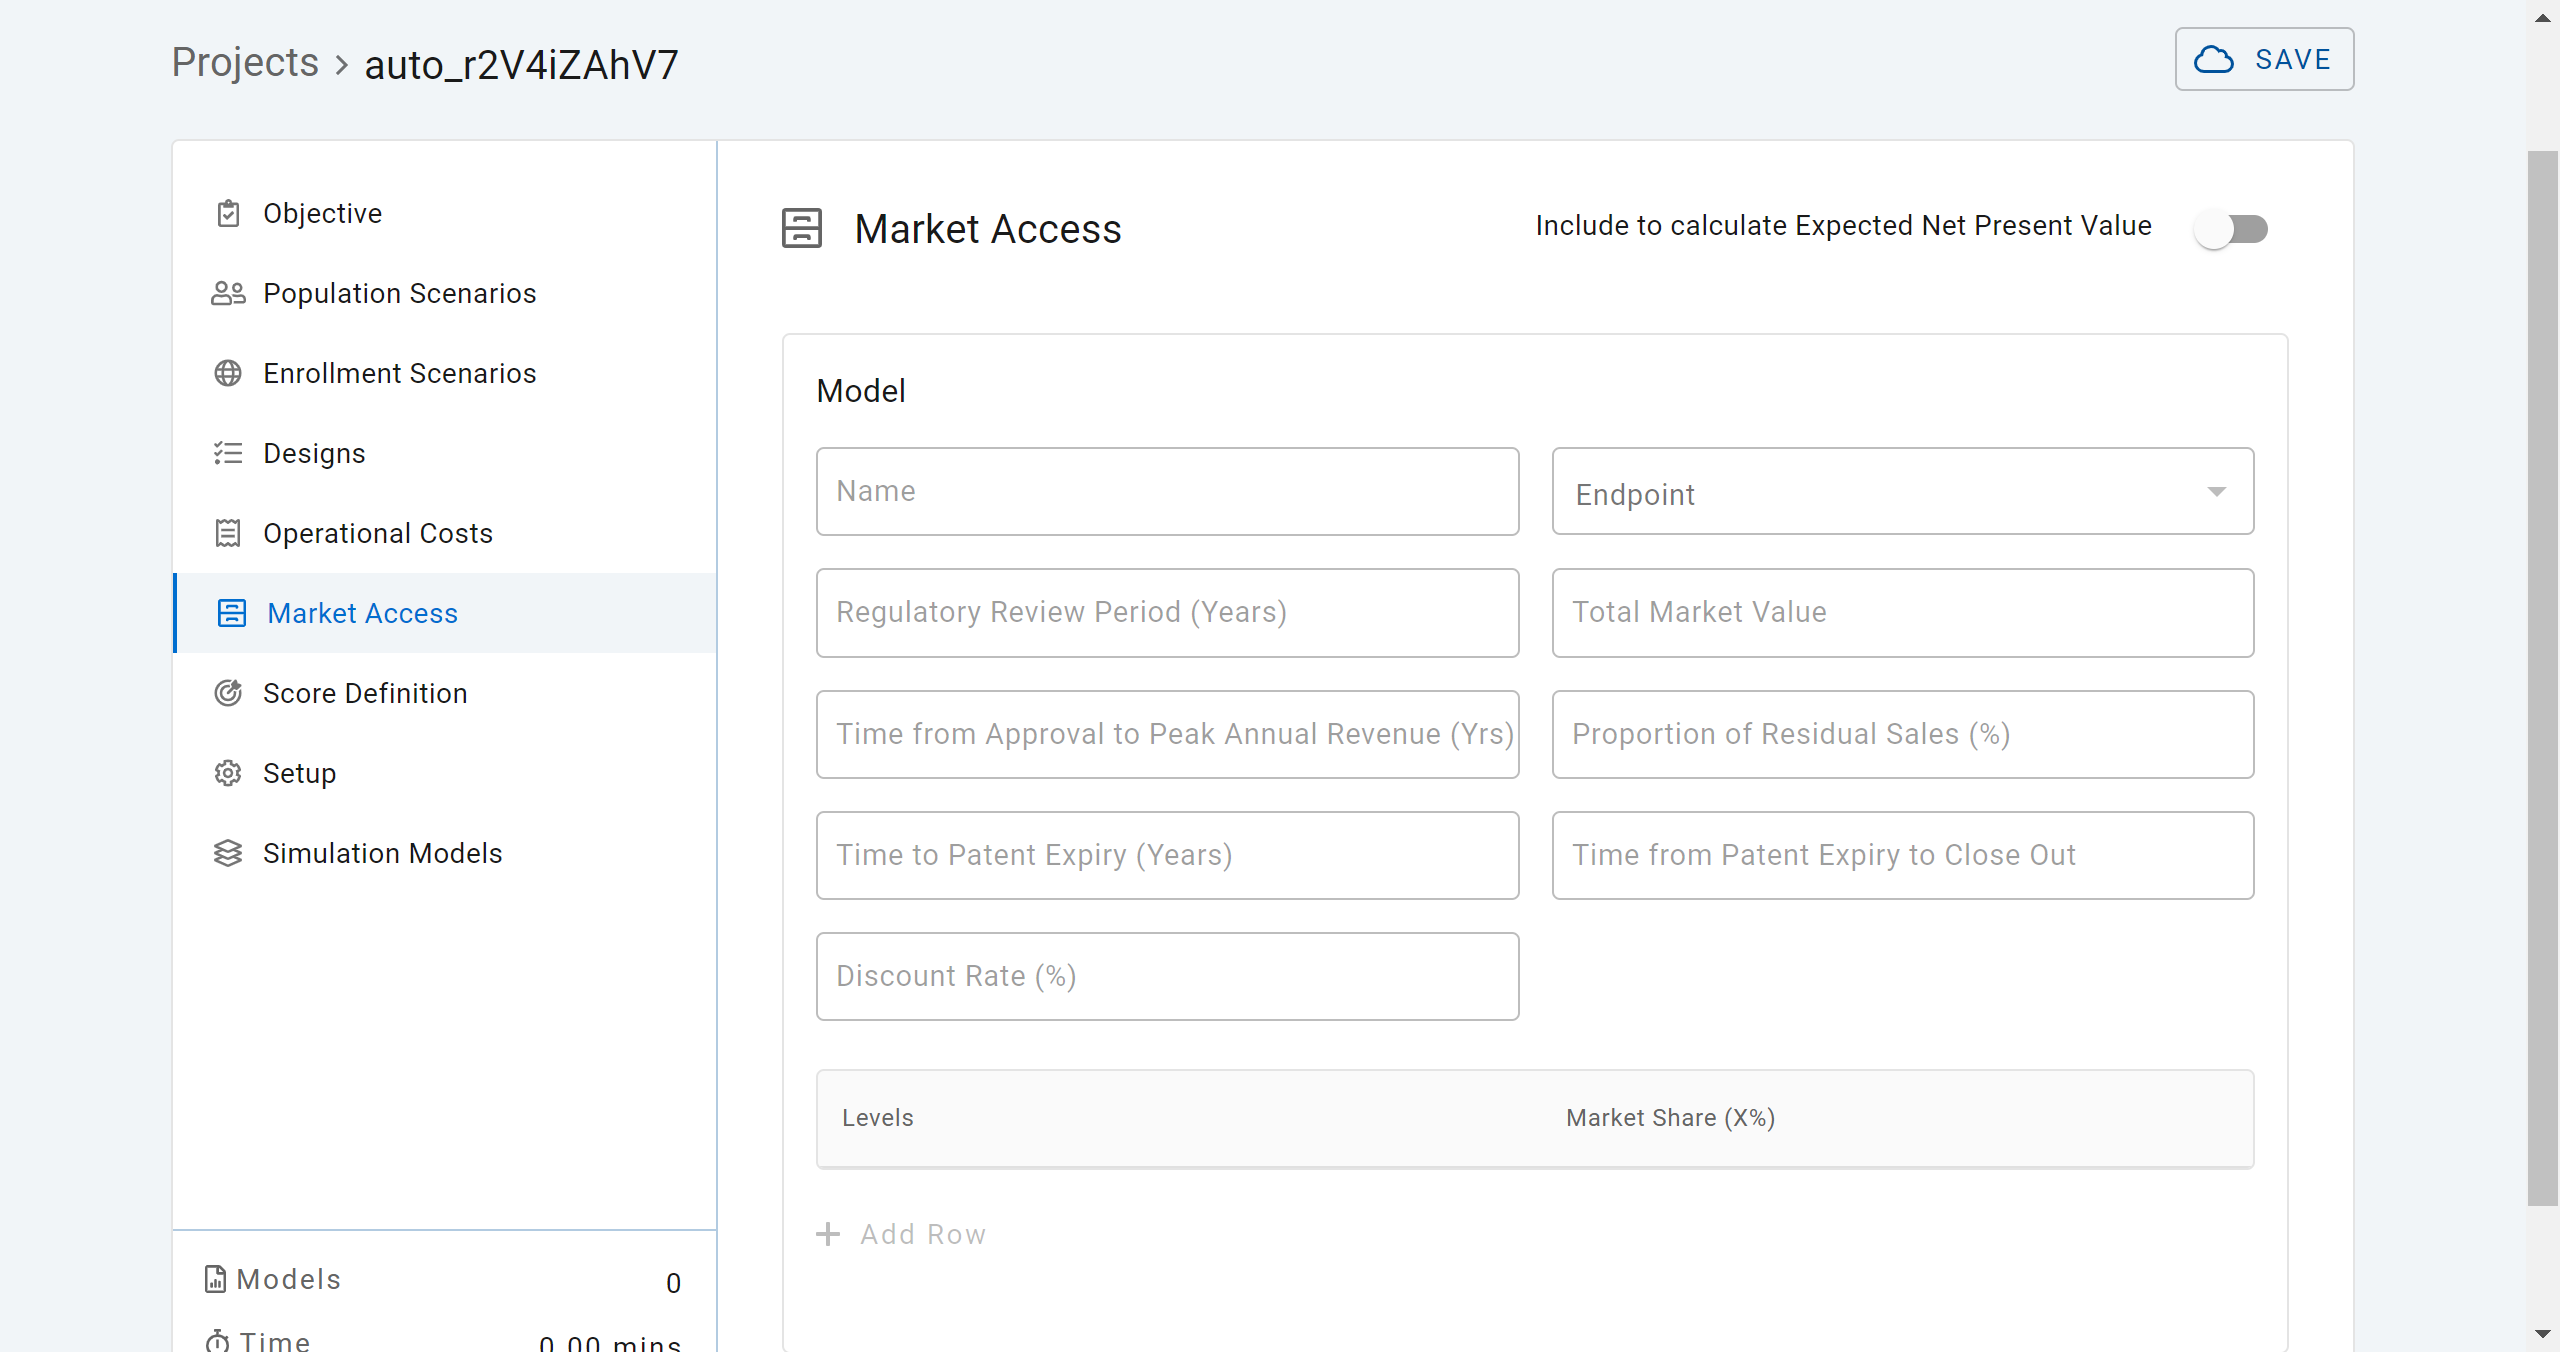 Projects > auto_r2V4iZAhV7
SAVE
Objective
Population Scenarios
Enrollment Scenarios
Designs
Operational Costs
Market Access
Score Definition
Setup
Simulation Models
Models 0
Time 0.00 mins
Market Access
Include to calculate Expected Net Present Value
Model
Name
Endpoint
Regulatory Review Period (Years)
Total Market Value
Time from Approval to Peak Annual Revenue (Yrs)
Proportion of Residual Sales (%)
Time to Patent Expiry (Years)
Time from Patent Expiry to Close Out
Discount Rate (%)
Levels Market Share (X%)
+ Add Row